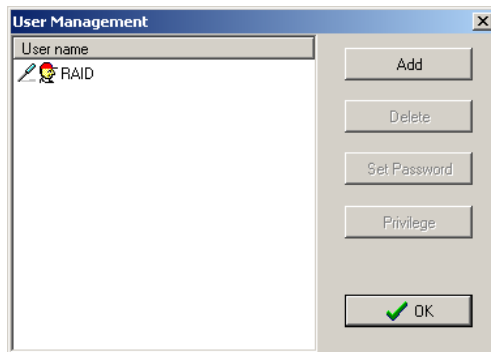 User Management
User name
RAID
Add
Delete
Set Password
Privilege
OK